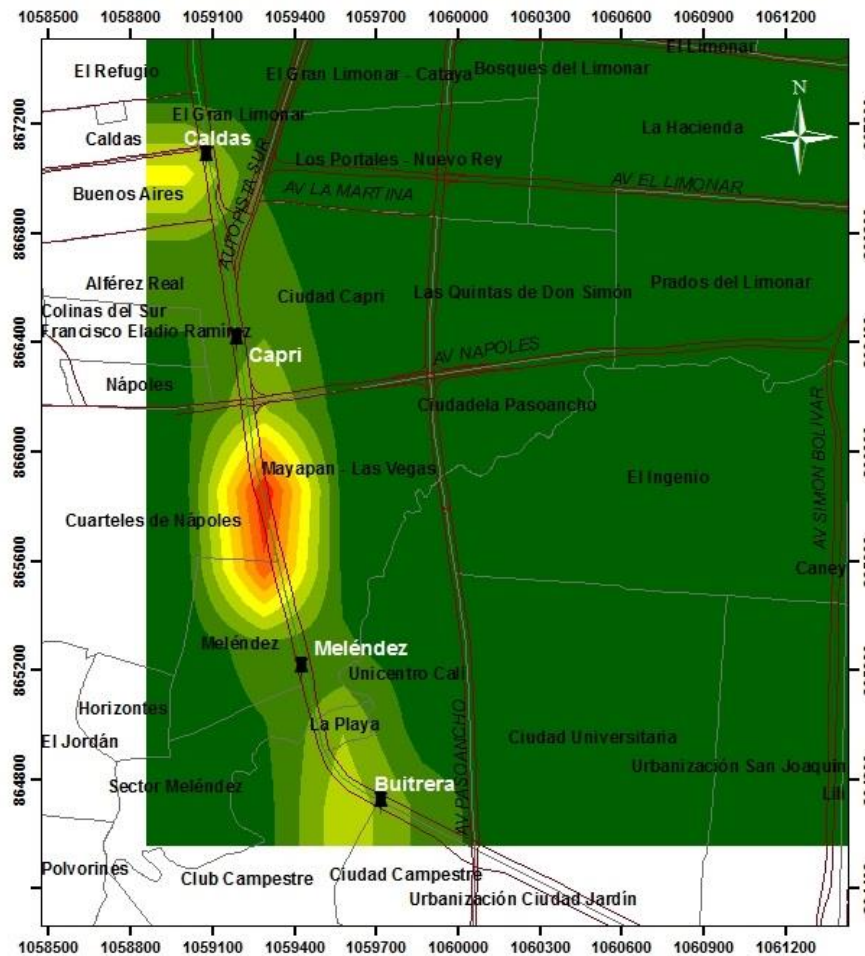 1058500 1058800 1059100 1059400 1059700 1060000 1060300 1060600 1060900 1061200
El Limonar
El Refugio
El Gran Limonar - Cataya
Bosques del Limonar
N
867200
El Gran Limonar
La Hacienda
Caldas
Caldas
Los Portales - Nuevo Rey
AV EL LIMONAR
Buenos Aires
AV LA MARTINA
AUTOPISTA SUR
866800
Alférez Real
Ciudad Capri
Las Quintas de Don Simón
Prados del Limonar
Colinas del Sur
Francisco Eladio Ramirez
866400
Capri
AV NAPOLES
Nápoles
Ciudadela Pasoancho
AV SIMON BOLIVAR
866000
Mayapan - Las Vegas
El Ingenio
Cuarteles de Nápoles
865600
Caney
Meléndez
Meléndez
865200
Unicentro Cali
Horizontes
La Playa
El Jordán
Ciudad Universitaria
AV PASOANCHO
Urbanización San Joaquin
864800
Sector Meléndez
Buitrera
Lili
Polvorines
Club Campestre
Ciudad Campestre
Urbanización Ciudad Jardín
1058500 1058800 1059100 1059400 1059700 1060000 1060300 1060600 1060900 1061200